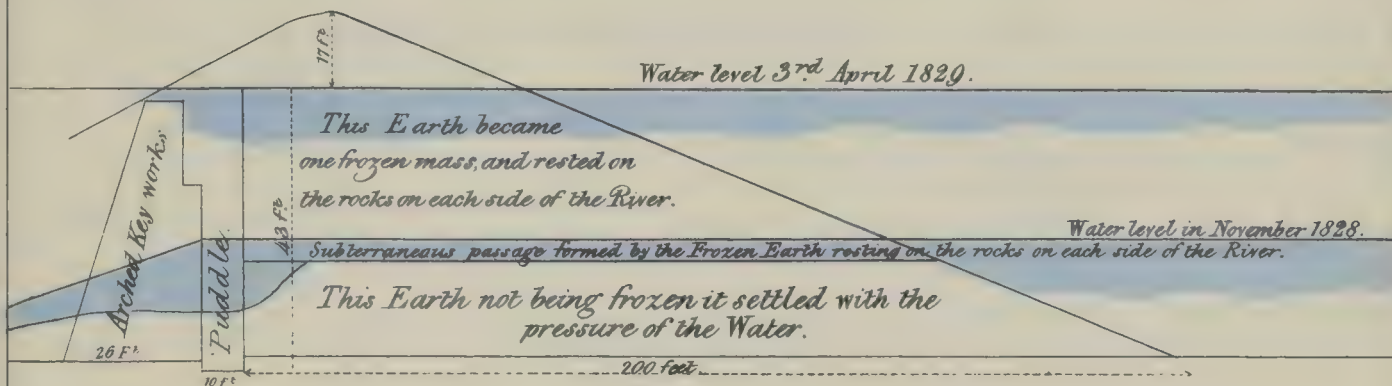 17 ft
Water level 3rd April 1829.
This Earth became
one frozen mass, and rested on
the rocks on each side of the River.
Arched Key works
43 ft
Puddle
Water level in November 1828.
Subterraneous passage formed by the Frozen Earth resting on the rocks on each side of the River.
This Earth not being frozen it settled with the
pressure of the Water.
26 Ft
200 feet
10 ft